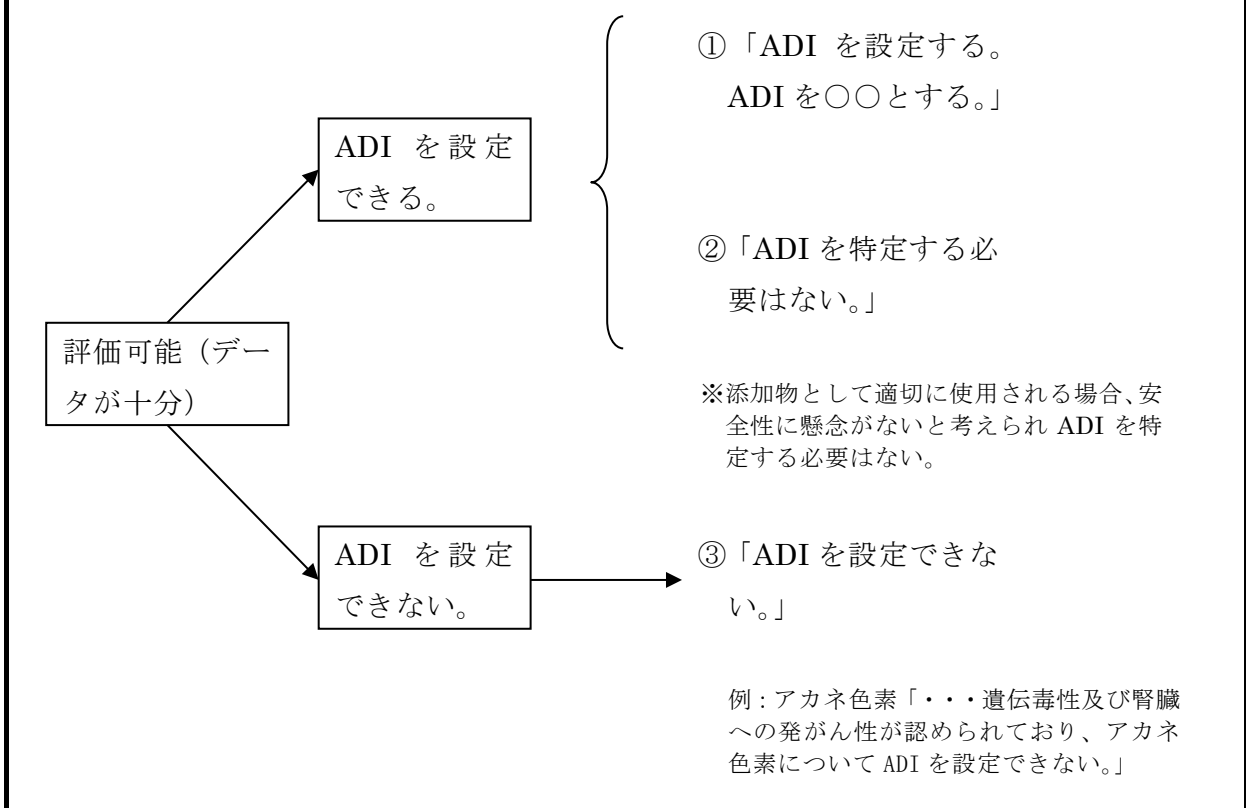 ①「ADI を設定する。
ADI を○○とする。」
ADI を設定
できる。
②「ADI を特定する必
要はない。」
評価可能（デー
タが十分）
※添加物として適切に使用される場合、安
全性に懸念がないと考えられ ADI を特
定する必要はない。
ADI を設定
できない。
③「ADI を設定できな
い。」
例：アカネ色素「・・・遺伝毒性及び腎臓
への発がん性が認められており、アカネ
色素について ADI を設定できない。」